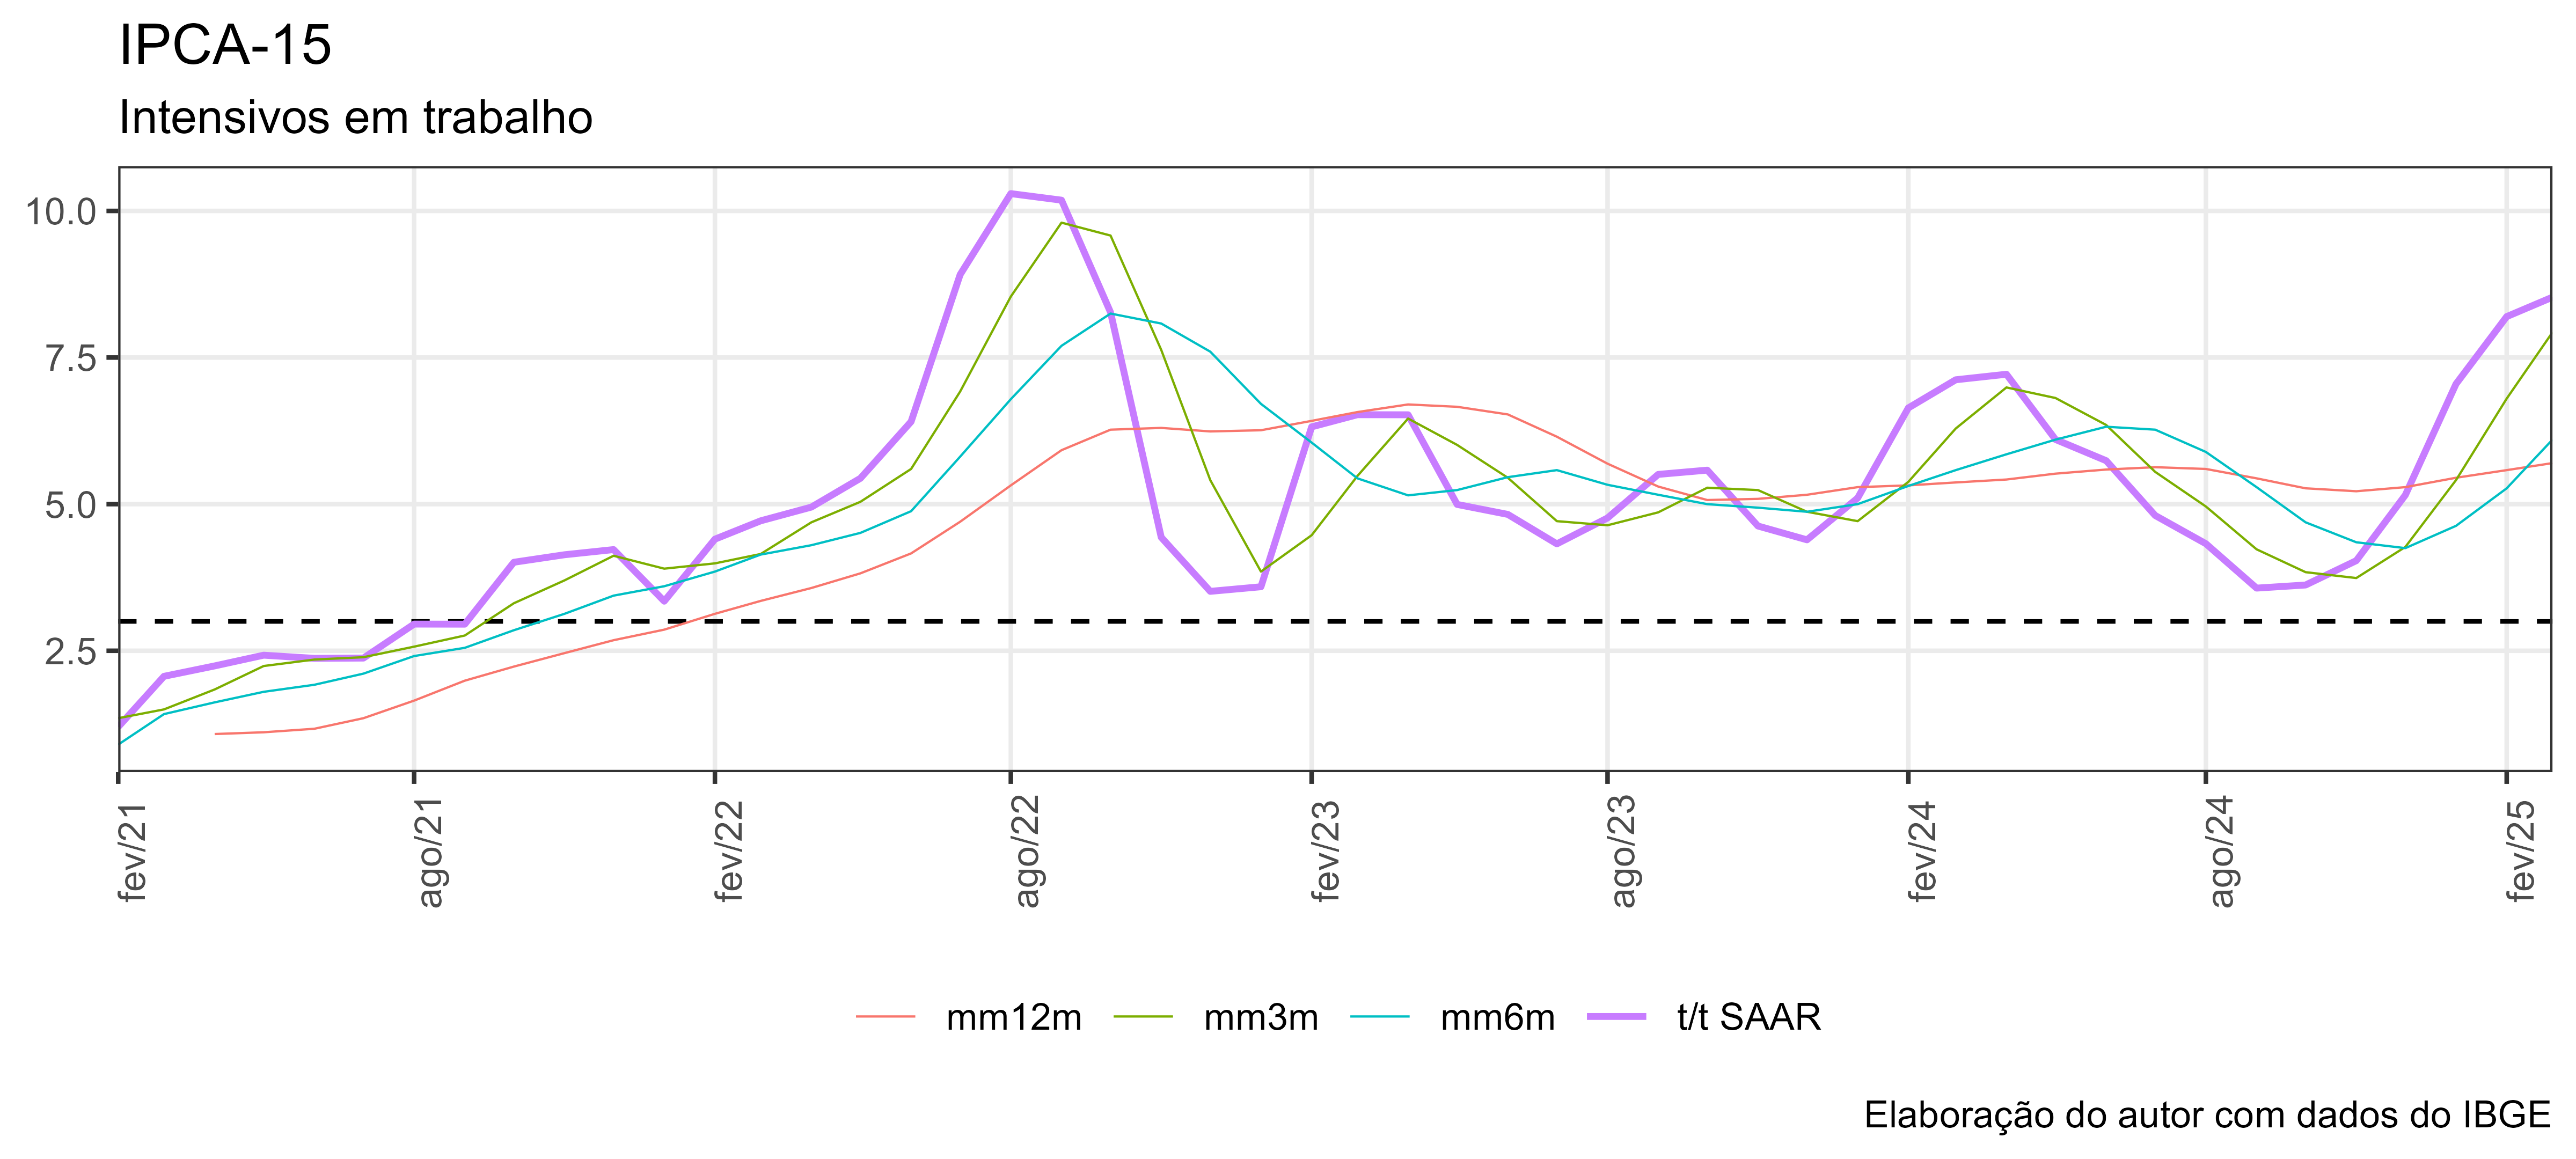 IPCA-15
Intensivos em trabalho
10.0
7.5
5.0
2.5
fev/21
ago/21
fev/22
ago/22
fev/23
ago/23
fev/24
ago/24
fev/25
mm12m mm3m mm6m t/t SAAR
Elaboração do autor com dados do IBGE